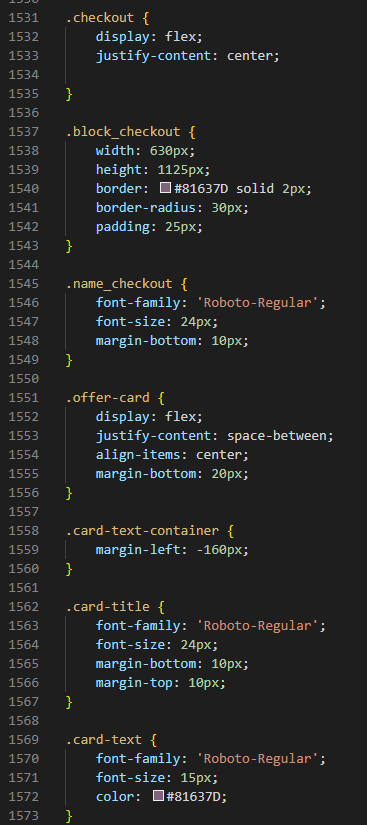 1531 .checkout {
1532     display: flex;
1533     justify-content: center;
1534
1535 }
1536
1537 .block_checkout {
1538     width: 630px;
1539     height: 1125px;
1540     border: #81637D solid 2px;
1541     border-radius: 30px;
1542     padding: 25px;
1543 }
1544
1545 .name_checkout {
1546     font-family: 'Roboto-Regular';
1547     font-size: 24px;
1548     margin-bottom: 10px;
1549 }
1550
1551 .offer-card {
1552     display: flex;
1553     justify-content: space-between;
1554     align-items: center;
1555     margin-bottom: 20px;
1556 }
1557
1558 .card-text-container {
1559     margin-left: -160px;
1560 }
1561
1562 .card-title {
1563     font-family: 'Roboto-Regular';
1564     font-size: 24px;
1565     margin-bottom: 10px;
1566     margin-top: 10px;
1567 }
1568
1569 .card-text {
1570     font-family: 'Roboto-Regular';
1571     font-size: 15px;
1572     color: #81637D;
1573 }